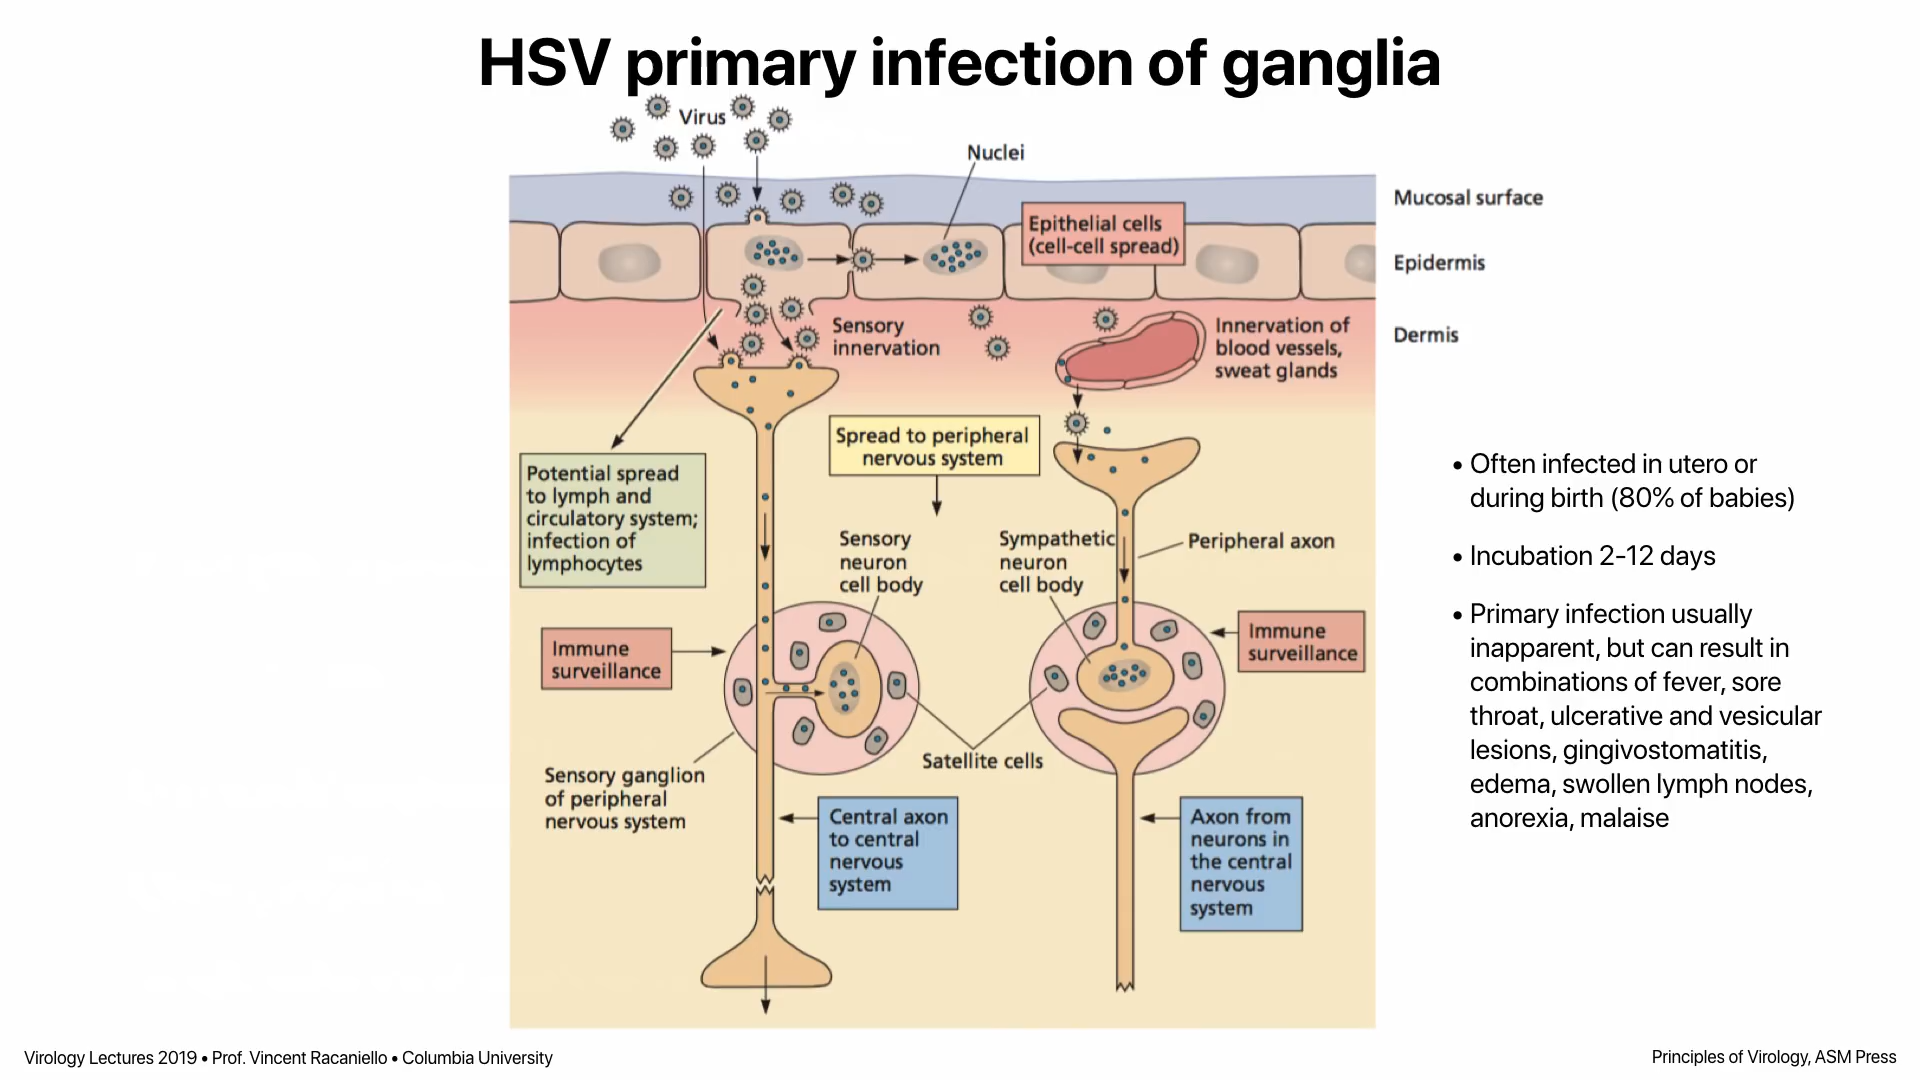 HSV primary infection of ganglia
Virus
Nuclei
Mucosal surface
Epithelial cells
(cell-cell spread)
Epidermis
Sensory
innervation
Innervation of
blood vessels,
sweat glands
Dermis
Spread to peripheral
nervous system
Potential spread
to lymph and
circulatory system;
infection of
lymphocytes
Sensory
neuron
cell body
Sympathetic
neuron
cell body
Peripheral axon
Immune
surveillance
Immune
surveillance
Satellite cells
Sensory ganglion
of peripheral
nervous system
Central axon
to central
nervous
system
Axon from
neurons in
the central
nervous
system
• Often infected in utero or
during birth (80% of babies)
• Incubation 2-12 days
• Primary infection usually
inapparent, but can result in
combinations of fever, sore
throat, ulcerative and vesicular
lesions, gingivostomatitis,
edema, swollen lymph nodes,
anorexia, malaise
Virology Lectures 2019 • Prof. Vincent Racaniello • Columbia University
Principles of Virology, ASM Press